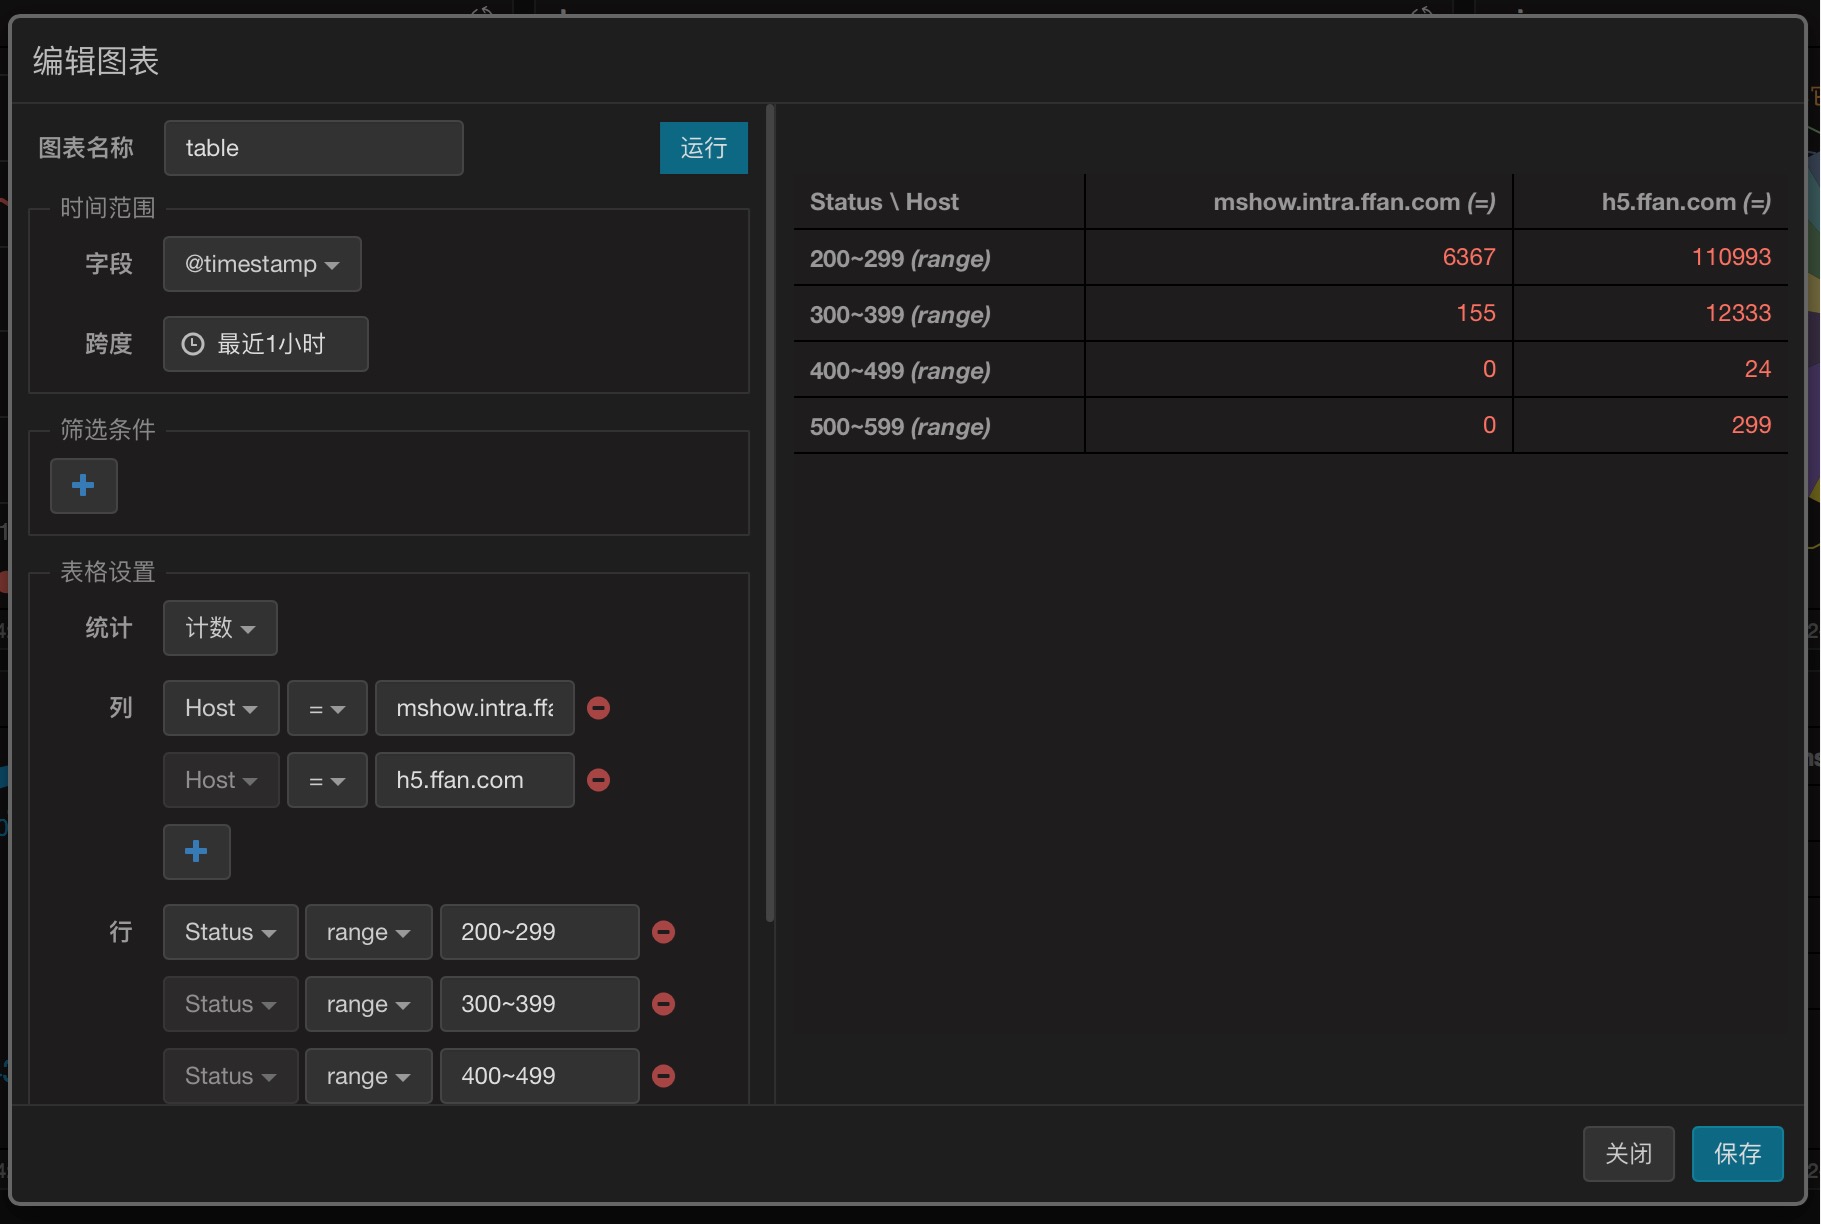 编辑图表
图表名称 table 运行
时间范围
字段 @timestamp
跨度 最近1小时
筛选条件
表格设置
统计 计数
列 Host = mshow.intra.ffa
Host = h5.ffan.com
行 Status range 200~299
Status range 300~399
Status range 400~499
Status \ Host mshow.intra.ffan.com (=) h5.ffan.com (=)
200~299 (range) 6367 110993
300~399 (range) 155 12333
400~499 (range) 0 24
500~599 (range) 0 299
关闭 保存